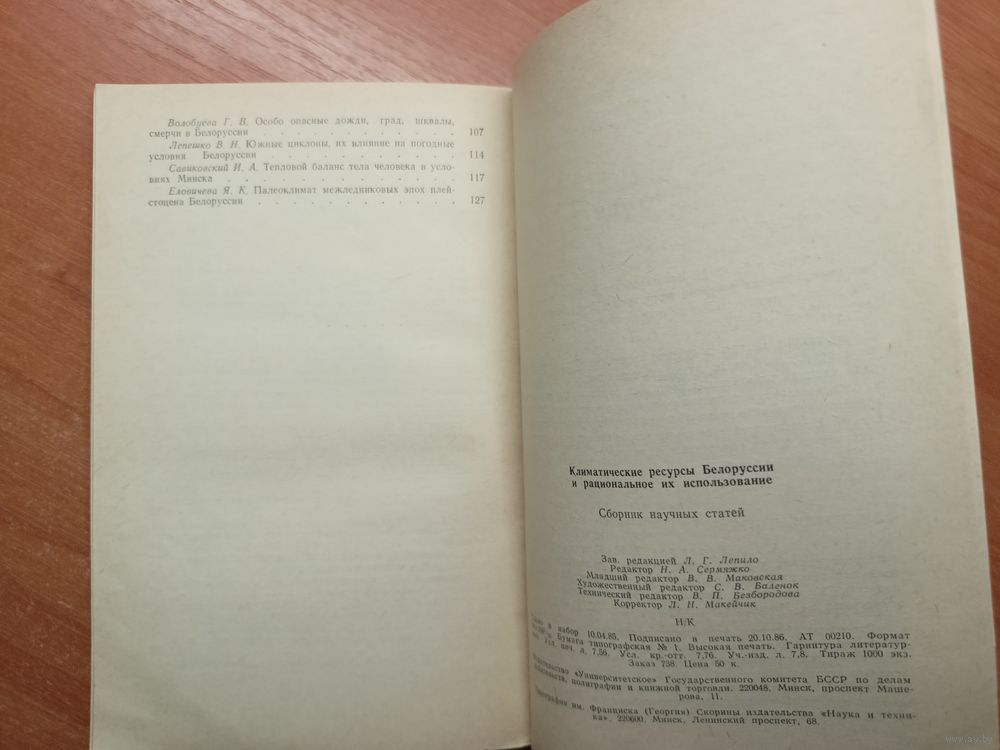 Волобуева Г. В. Особо опасные дожди, град, шквалы,
смерчи в Белоруссии . . . . . . . . . . . 107
Лепешко В. Н. Южные циклоны, их влияние на погодные
условия Белоруссии . . . . . . . . . . . 114
Савиковский И. А. Тепловой баланс тела человека в усло-
виях Минска . . . . . . . . . . . . 117
Еловичева Я. К. Палеоклимат межледниковых эпох плей-
стоцена Белоруссии . . . . . . . . . . . 127
Климатические ресурсы Белоруссии
и рациональное их использование
Сборник научных статей
Зав. редакцией Л. Г. Лепило
Редактор Н. А. Сермяжко
Младший редактор В. В. Маковская
Художественный редактор С. В. Баленок
Технический редактор В. П. Безбородова
Корректор Л. Н. Макейчик
Н/К
в набор 10.04.85. Подписано в печать 20.10.86. АТ 00210. Формат
Бумага типографская № 1. Высокая печать. Гарнитура литератур-
Усл. печ. л. 7,56. Усл. кр.-отт. 7,76. Уч.-изд. л. 7,8. Тираж 1000 экз.
Заказ 738. Цена 50 к.
Издательство «Университетское» Государственного комитета БССР по делам
полиграфии и книжной торговли. 220048, Минск, проспект Маше-
рова, 11.
Типография им. Франциска (Георгия) Скорины издательства «Наука и техни-
ка». 220600. Минск, Ленинский проспект, 68.
www.ay.by